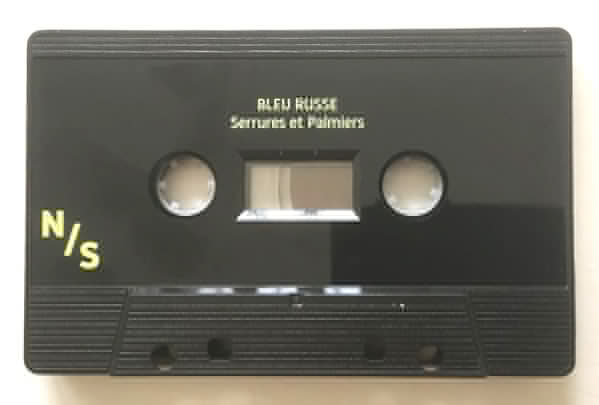 BLEU RUSSE
Serrures et Palmiers
N/S